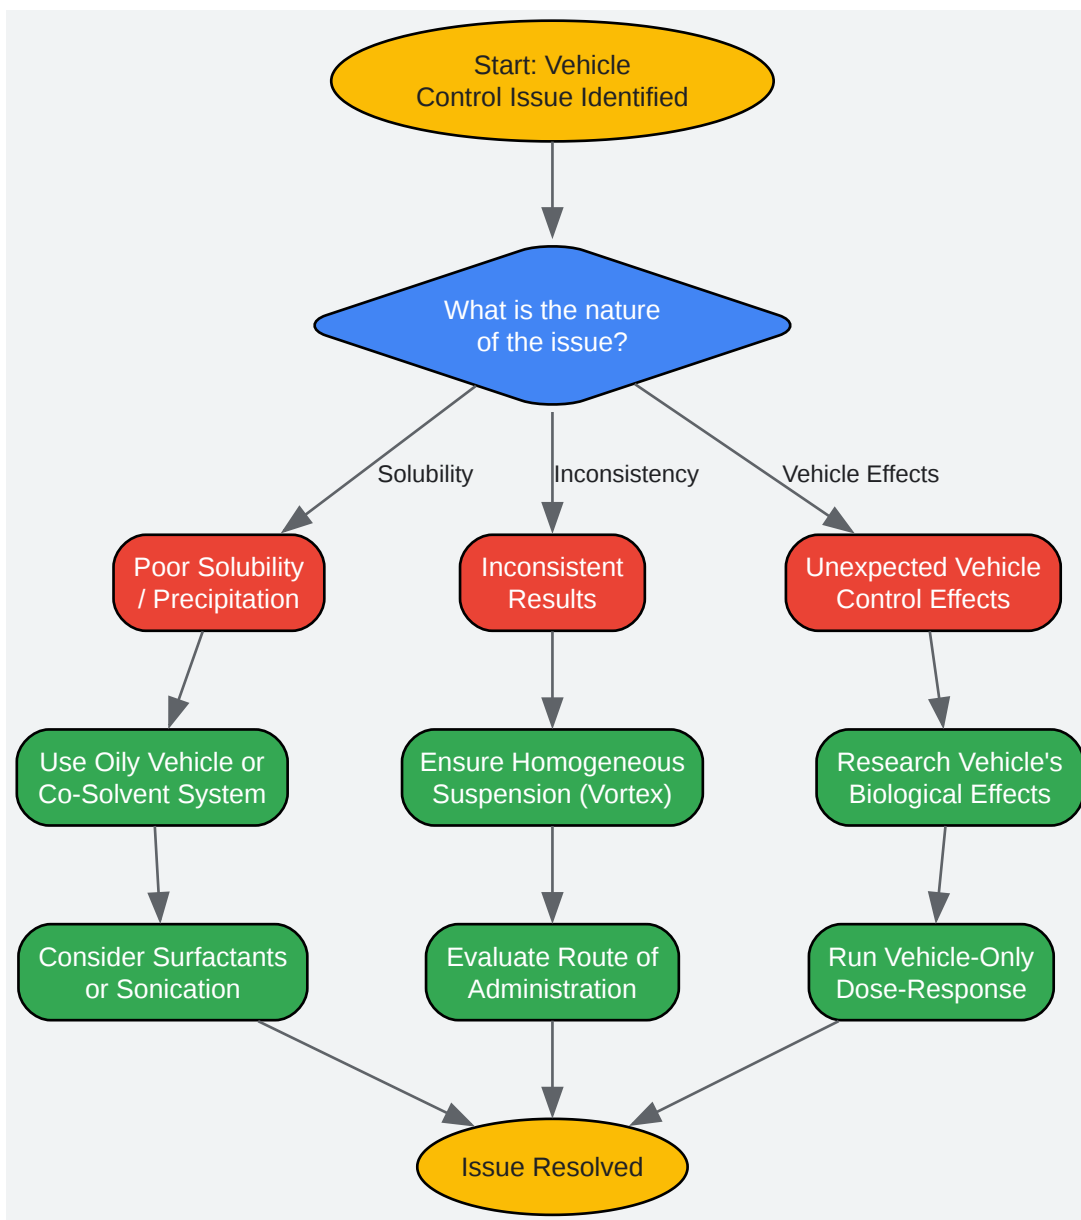 Start: Vehicle
Control Issue Identified
What is the nature
of the issue?
Solubility
Inconsistency
Vehicle Effects
Poor Solubility
/ Precipitation
Inconsistent
Results
Unexpected Vehicle
Control Effects
Use Oily Vehicle or
Co-Solvent System
Ensure Homogeneous
Suspension (Vortex)
Research Vehicle's
Biological Effects
Consider Surfactants
or Sonication
Evaluate Route of
Administration
Run Vehicle-Only
Dose-Response
Issue Resolved